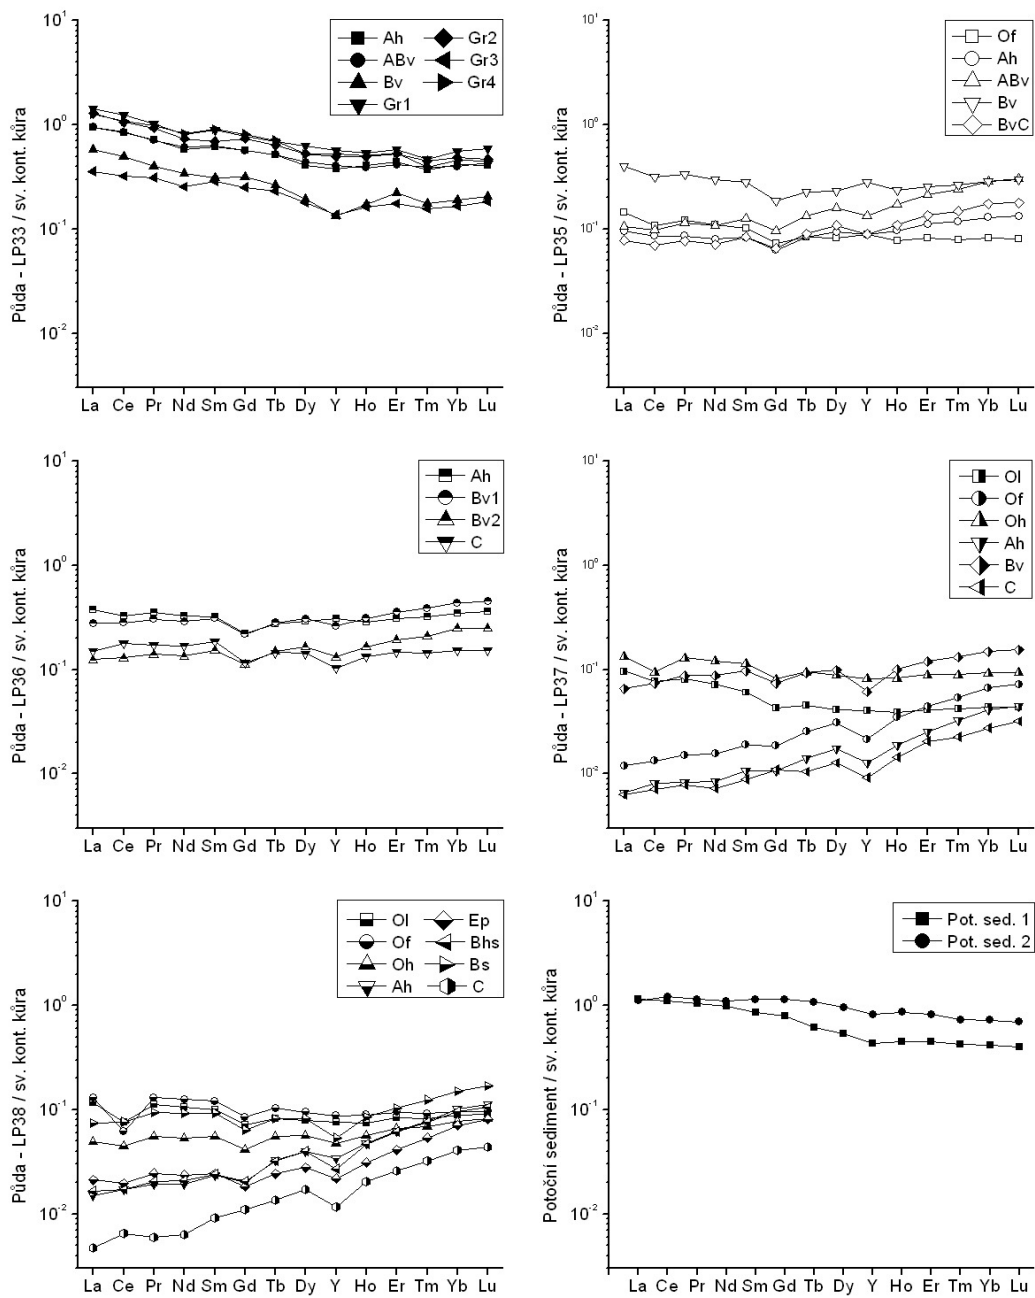 10¹
10⁰
10⁻¹
10⁻²
Půda - LP33 / sv. kont. kůra
Ah
ABv
Bv
Gr1
Gr2
Gr3
Gr4
La Ce Pr Nd Sm Gd Tb Dy Y Ho Er Tm Yb Lu
10¹
10⁰
10⁻¹
10⁻²
Půda - LP35 / sv. kont. kůra
Of
Ah
ABv
Bv
BvC
La Ce Pr Nd Sm Gd Tb Dy Y Ho Er Tm Yb Lu
10¹
10⁰
10⁻¹
10⁻²
Půda - LP36 / sv. kont. kůra
Ah
Bv1
Bv2
C
La Ce Pr Nd Sm Gd Tb Dy Y Ho Er Tm Yb Lu
10¹
10⁰
10⁻¹
10⁻²
Půda - LP37 / sv. kont. kůra
Ol
Of
Oh
Ah
Bv
C
La Ce Pr Nd Sm Gd Tb Dy Y Ho Er Tm Yb Lu
10¹
10⁰
10⁻¹
10⁻²
Půda - LP38 / sv. kont. kůra
Ol
Of
Oh
Ah
Ep
Bhs
Bs
C
La Ce Pr Nd Sm Gd Tb Dy Y Ho Er Tm Yb Lu
10¹
10⁰
10⁻¹
10⁻²
Potoční sediment / sv. kont. kůra
Pot. sed. 1
Pot. sed. 2
La Ce Pr Nd Sm Gd Tb Dy Y Ho Er Tm Yb Lu